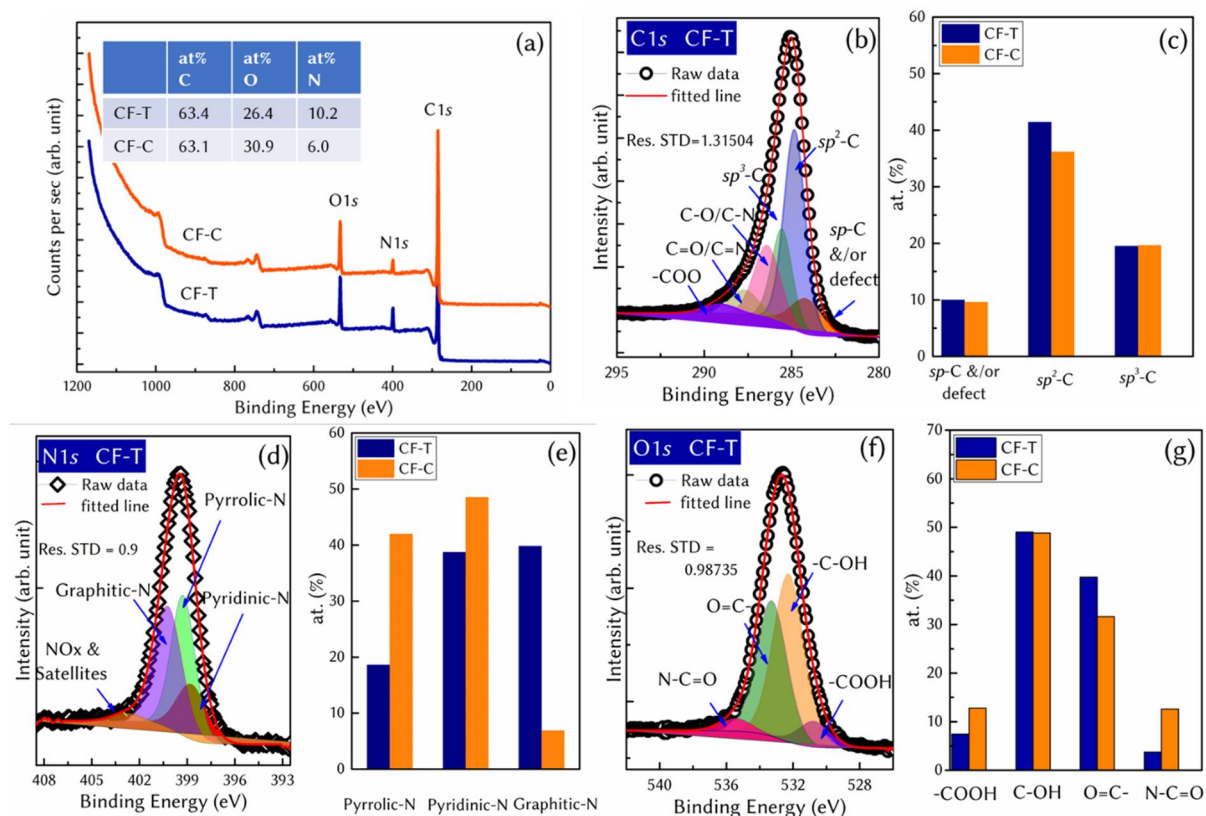 (a)
at% C at% O at% N
CF-T 63.4 26.4 10.2
CF-C 63.1 30.9 6.0
C1s
O1s
N1s
CF-C
CF-T
Counts per sec (arb. unit)
1200 1000 800 600 400 200 0
Binding Energy (eV)
C1s CF-T (b)
Raw data
fitted line
Res. STD=1.31504
sp²-C
sp³-C
C-O/C-N
C=O/C=N
-COO
sp-C
&/or
defect
Intensity (arb. unit)
295 290 285 280
Binding Energy (eV)
(c)
CF-T
CF-C
at. (%)
60
50
40
30
20
10
0
sp-C &/or
defect
sp²-C
sp³-C
N1s CF-T (d)
Raw data
fitted line
Res. STD = 0.9
Pyrrolic-N
Graphitic-N
Pyridinic-N
NOx &
Satellites
Intensity (arb. unit)
408 405 402 399 396 393
Binding Energy (eV)
(e)
CF-T
CF-C
at. (%)
60
50
40
30
20
10
0
Pyrrolic-N Pyridinic-N Graphitic-N
O1s CF-T (f)
Raw data
fitted line
Res. STD =
0.98735
-C-OH
O=C-
N-C=O
-COOH
Intensity (arb. unit)
540 536 531 528
Binding Energy (eV)
(g)
CF-T
CF-C
at. (%)
70
60
50
40
30
20
10
0
-COOH C-OH O=C- N-C=O